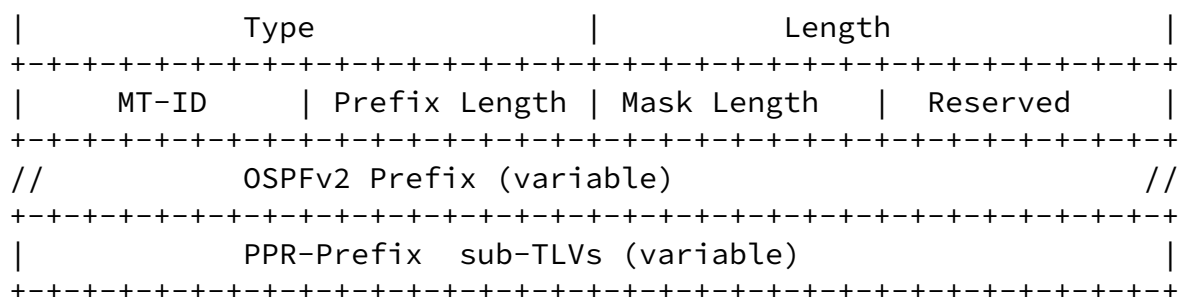 |            Type               |          Length               |
+-+-+-+-+-+-+-+-+-+-+-+-+-+-+-+-+-+-+-+-+-+-+-+-+-+-+-+-+-+-+-+-+
|     MT-ID     | Prefix Length | Mask Length   |  Reserved     |
+-+-+-+-+-+-+-+-+-+-+-+-+-+-+-+-+-+-+-+-+-+-+-+-+-+-+-+-+-+-+-+-+
//           OSPFv2 Prefix (variable)                          //
+-+-+-+-+-+-+-+-+-+-+-+-+-+-+-+-+-+-+-+-+-+-+-+-+-+-+-+-+-+-+-+-+
|            PPR-Prefix  sub-TLVs (variable)                    |
+-+-+-+-+-+-+-+-+-+-+-+-+-+-+-+-+-+-+-+-+-+-+-+-+-+-+-+-+-+-+-+-+